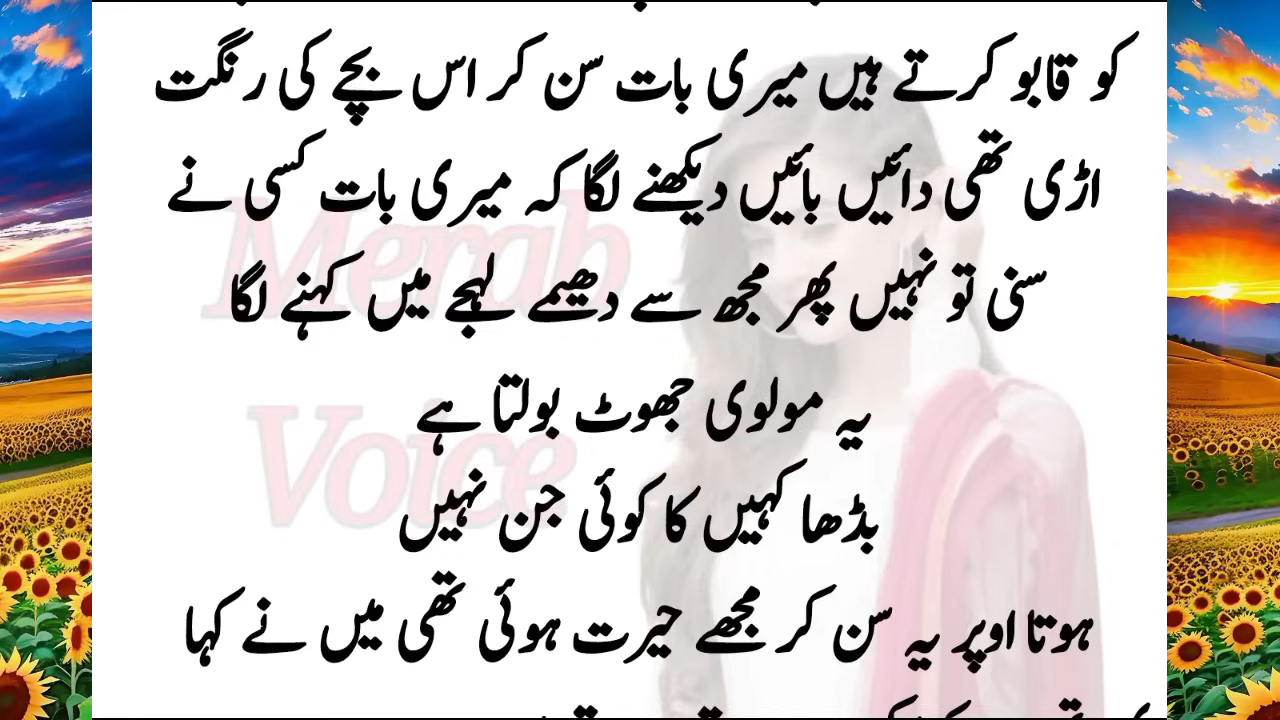 کو قابو کرتے ہیں میری بات سن کر اس بچے کی رنگت
اڑی تھی دائیں بائیں دیکھنے لگا کہ میری بات کسی نے
سنی تو نہیں پھر مجھ سے دھیمے لہجے میں کہنے لگا
یہ مولوی جھوٹ بولتا ہے
بڈھا کہیں کا کوئی جن نہیں
ہوتا اوپر یہ سن کر مجھے حیرت ہوئی تھی میں نے کہا
Merab
Voice